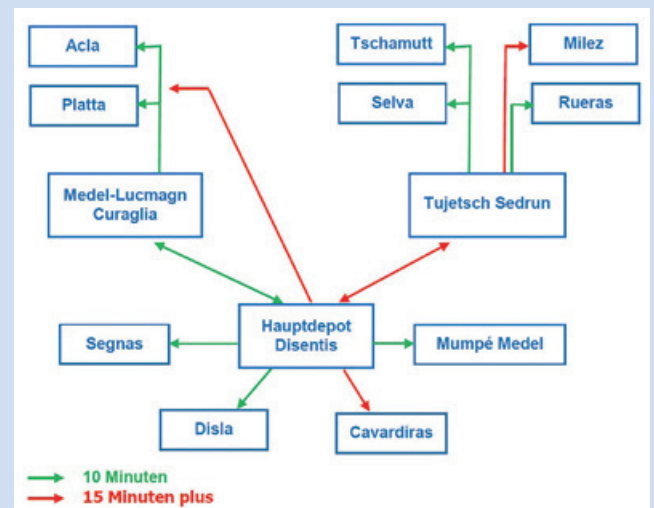 Acla
Tschamutt
Milez
Platta
Selva
Rueras
Medel-Lucmagn
Curaglia
Tujetsch Sedrun
Hauptdepot
Disentis
Segnas
Mumpé Medel
Disla
Cavardiras
10 Minuten
15 Minuten plus